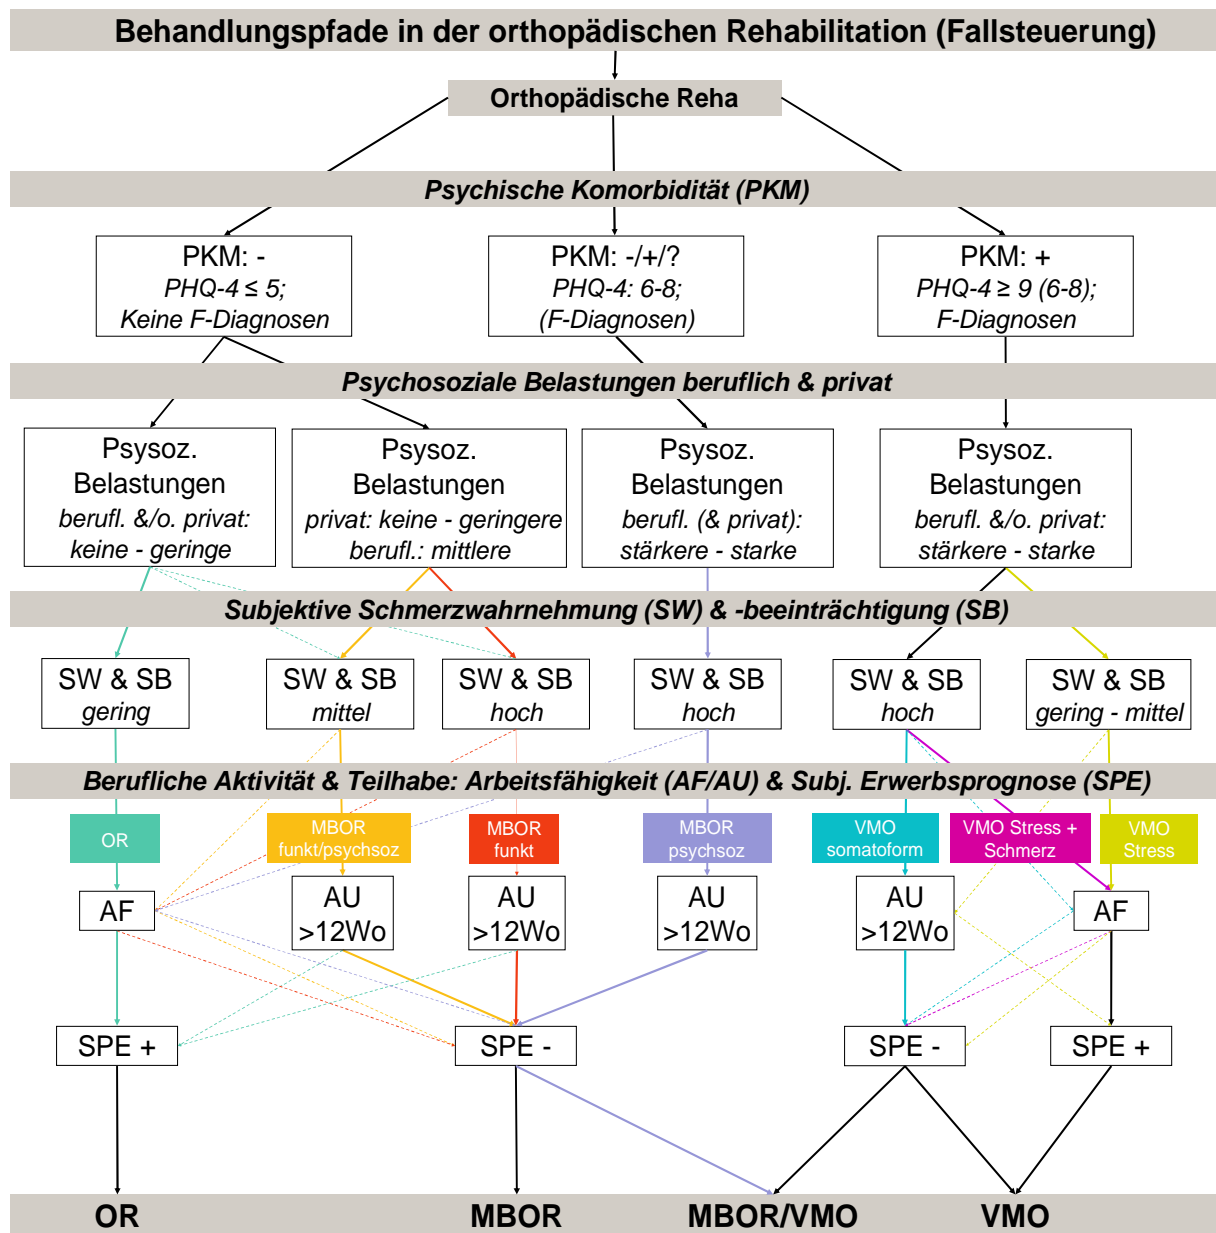 Behandlungspfade in der orthopädischen Rehabilitation (Fallsteuerung)
Orthopädische Reha
Psychische Komorbidität (PKM)
PKM: -
PHQ-4 ≤ 5;
Keine F-Diagnosen
PKM: -/+/?
PHQ-4: 6-8;
(F-Diagnosen)
PKM: +
PHQ-4 ≥ 9 (6-8);
F-Diagnosen
Psychosoziale Belastungen beruflich & privat
Psysoz.
Belastungen
berufl. &/o. privat:
keine - geringe
Psysoz.
Belastungen
privat: keine - geringere
berufl.: mittlere
Psysoz.
Belastungen
berufl. (& privat):
stärkere - starke
Psysoz.
Belastungen
berufl. &/o. privat:
stärkere - starke
Subjektive Schmerzwahrnehmung (SW) & -beeinträchtigung (SB)
SW & SB
gering
SW & SB
mittel
SW & SB
hoch
SW & SB
hoch
SW & SB
hoch
SW & SB
gering - mittel
Berufliche Aktivität & Teilhabe: Arbeitsfähigkeit (AF/AU) & Subj. Erwerbsprognose (SPE)
OR
MBOR
funkt/psychsoz
MBOR
funkt
MBOR
psychsoz
VMO
somatoform
VMO Stress +
Schmerz
VMO
Stress
AF
AU
>12Wo
AU
>12Wo
AU
>12Wo
AU
>12Wo
AF
SPE +
SPE -
SPE -
SPE +
OR
MBOR
MBOR/VMO
VMO